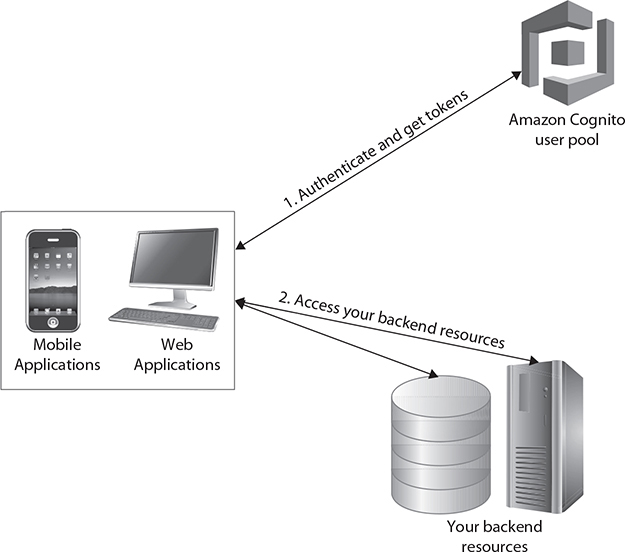 Amazon Cognito
user pool
1. Authenticate and get tokens
Mobile
Applications
Web
Applications
2. Access your backend resources
Your backend
resources